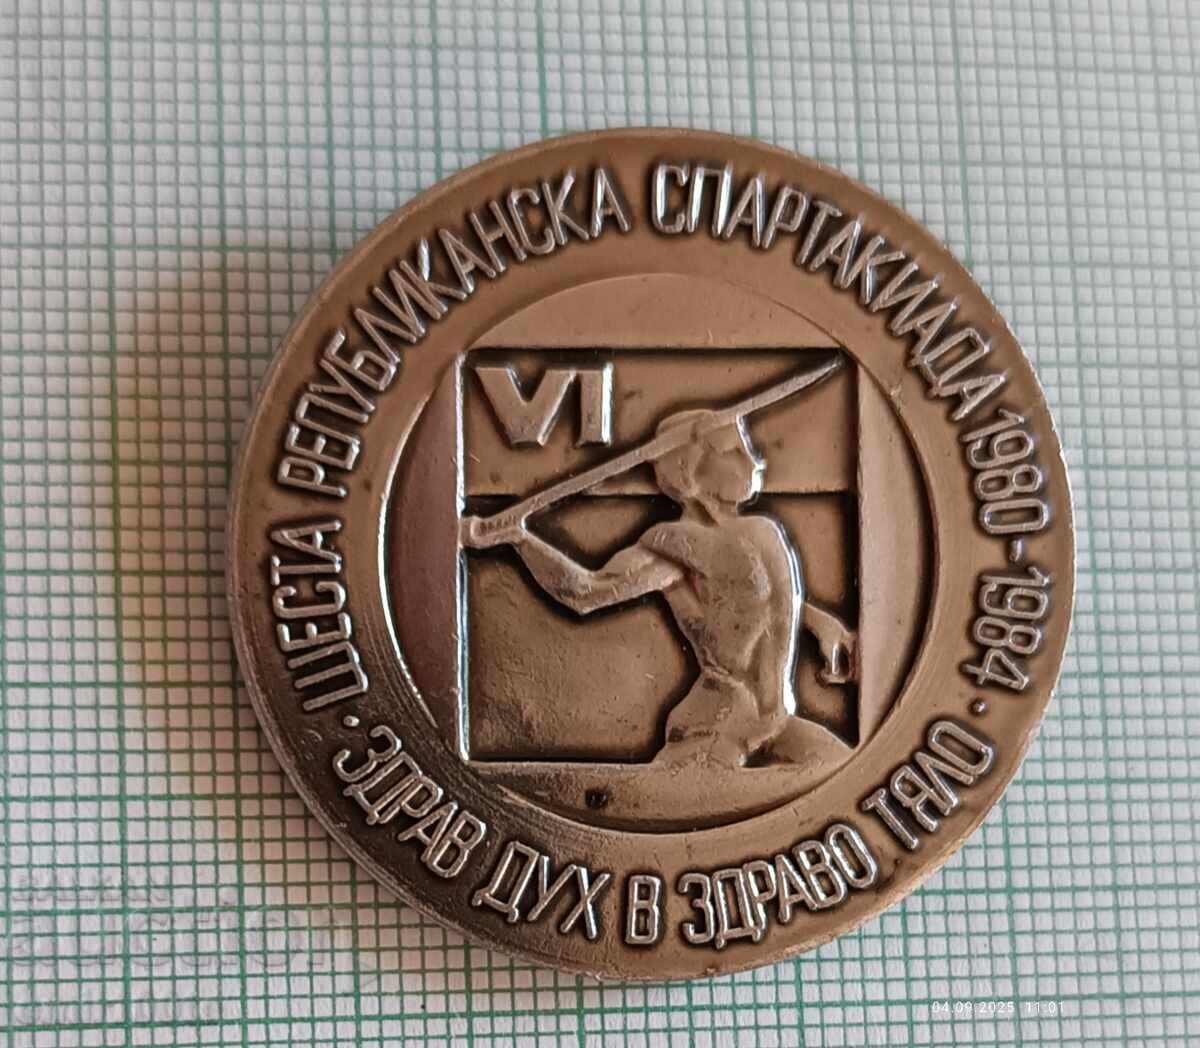 ШЕСТА РЕПУБЛИКАНСКА СПАРТАКИАДА 1980-1984.
ЗДРАВ ДУХ В ЗДРАВО ТЯЛО ·
VI
04.09.2025 11:01